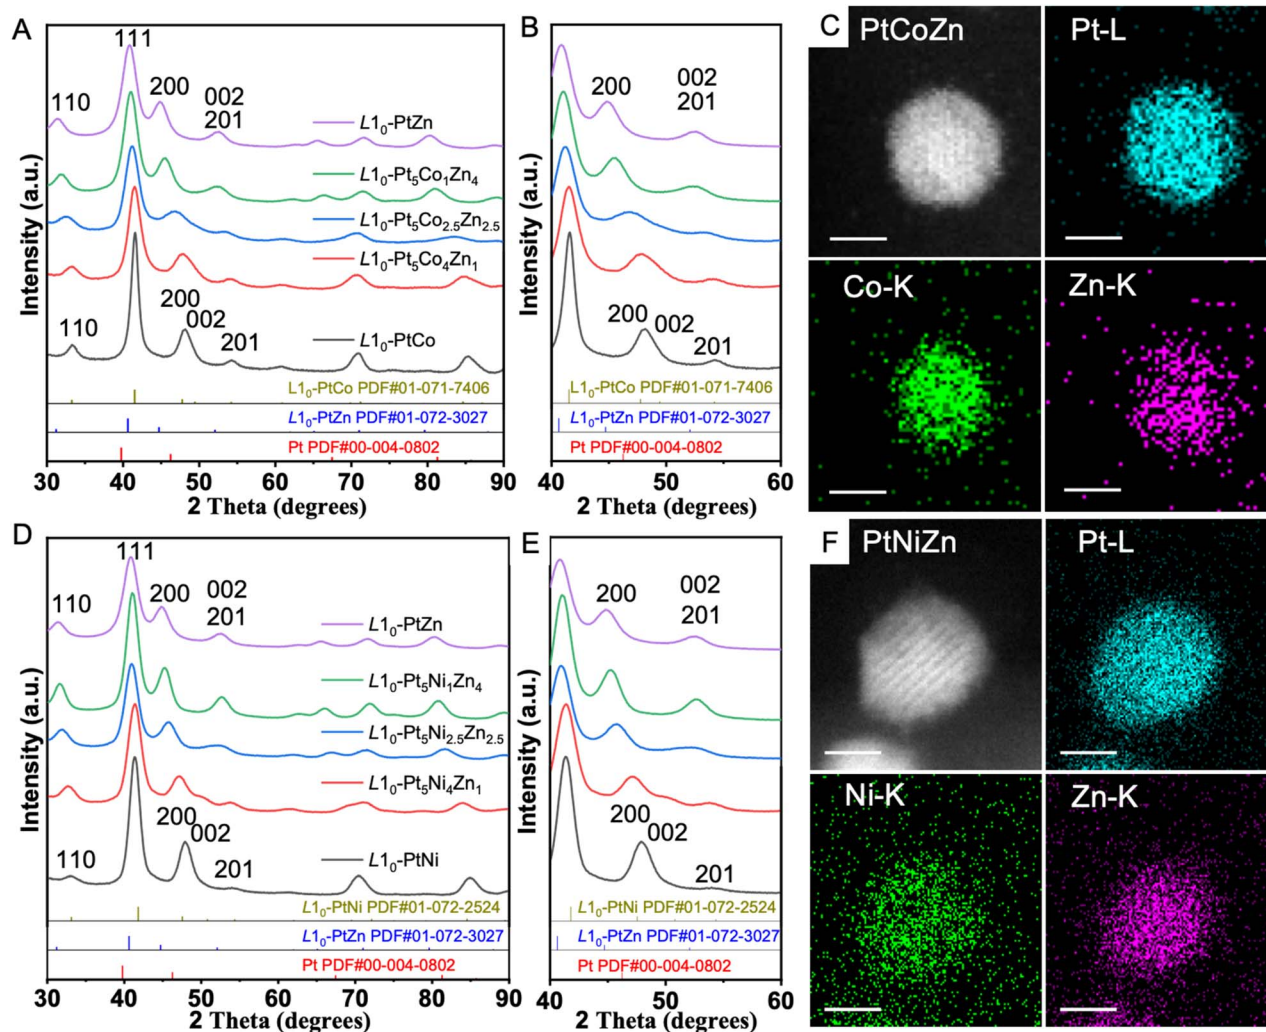 A
111
110
200
002
201
L1₀-PtZn
L1₀-Pt₅Co₁Zn₄
L1₀-Pt₅Co₂.₅Zn₂.₅
L1₀-Pt₅Co₄Zn₁
200
002
110
201
L1₀-PtCo
L1₀-PtCo PDF#01-071-7406
L1₀-PtZn PDF#01-072-3027
Pt PDF#00-004-0802
30 40 50 60 70 80 90
2 Theta (degrees)
Intensity (a.u.)
B
200
002
201
200
002
201
L1₀-PtCo PDF#01-071-7406
L1₀-PtZn PDF#01-072-3027
Pt PDF#00-004-0802
40 50 60
2 Theta (degrees)
Intensity (a.u.)
C
PtCoZn
Pt-L
Co-K
Zn-K
D
111
110
200
002
201
L1₀-PtZn
L1₀-Pt₅Ni₁Zn₄
L1₀-Pt₅Ni₂.₅Zn₂.₅
L1₀-Pt₅Ni₄Zn₁
200
002
110
201
L1₀-PtNi
L1₀-PtNi PDF#01-072-2524
L1₀-PtZn PDF#01-072-3027
Pt PDF#00-004-0802
30 40 50 60 70 80 90
2 Theta (degrees)
Intensity (a.u.)
E
200
002
201
200
002
201
L1₀-PtNi PDF#01-072-2524
L1₀-PtZn PDF#01-072-3027
Pt PDF#00-004-0802
40 50 60
2 Theta (degrees)
Intensity (a.u.)
F
PtNiZn
Pt-L
Ni-K
Zn-K